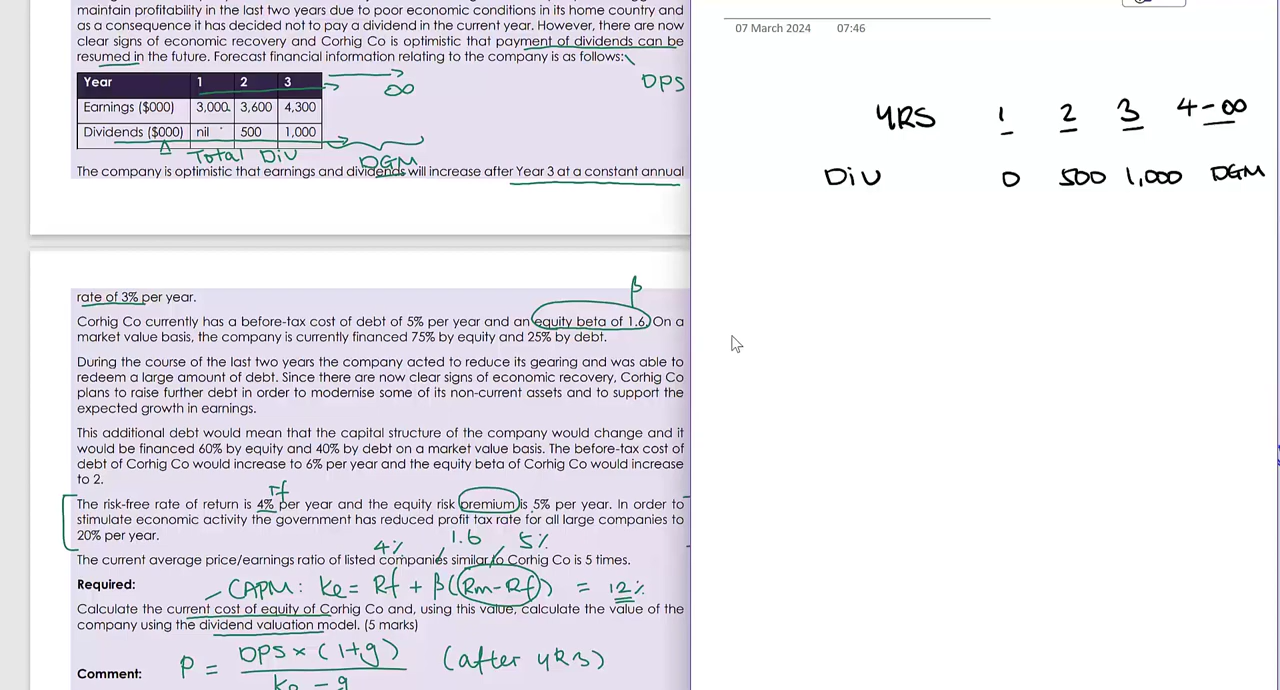 maintain profitability in the last two years due to poor economic conditions in its home country and
as a consequence it has decided not to pay a dividend in the current year. However, there are now
clear signs of economic recovery and Corhig Co is optimistic that payment of dividends can be
resumed in the future. Forecast financial information relating to the company is as follows:
DPS
Year 1 2 3
∞
Earnings ($000) 3,000 3,600 4,300
Dividends ($000) nil 500 1,000
Total Div DGM
The company is optimistic that earnings and dividends will increase after Year 3 at a constant annual
rate of 3% per year.
β
Corhig Co currently has a before-tax cost of debt of 5% per year and an equity beta of 1.6. On a
market value basis, the company is currently financed 75% by equity and 25% by debt.
During the course of the last two years the company acted to reduce its gearing and was able to
redeem a large amount of debt. Since there are now clear signs of economic recovery, Corhig Co
plans to raise further debt in order to modernise some of its non-current assets and to support the
expected growth in earnings.
This additional debt would mean that the capital structure of the company would change and it
would be financed 60% by equity and 40% by debt on a market value basis. The before-tax cost of
debt of Corhig Co would increase to 6% per year and the equity beta of Corhig Co would increase
to 2.
rf
The risk-free rate of return is 4% per year and the equity risk premium is 5% per year. In order to
stimulate economic activity the government has reduced profit tax rate for all large companies to
20% per year.
4% 1.6 5%
The current average price/earnings ratio of listed companies similar to Corhig Co is 5 times.
Required:
CAPM: Ke = Rf + β(Rm-Rf) = 12%
Calculate the current cost of equity of Corhig Co and, using this value, calculate the value of the
company using the dividend valuation model. (5 marks)
P = DPS × (1+g) (after YR3)
Ke - g
Comment:
07 March 2024 07:46
YRS 1 2 3 4-∞
Div 0 500 1,000 DGM